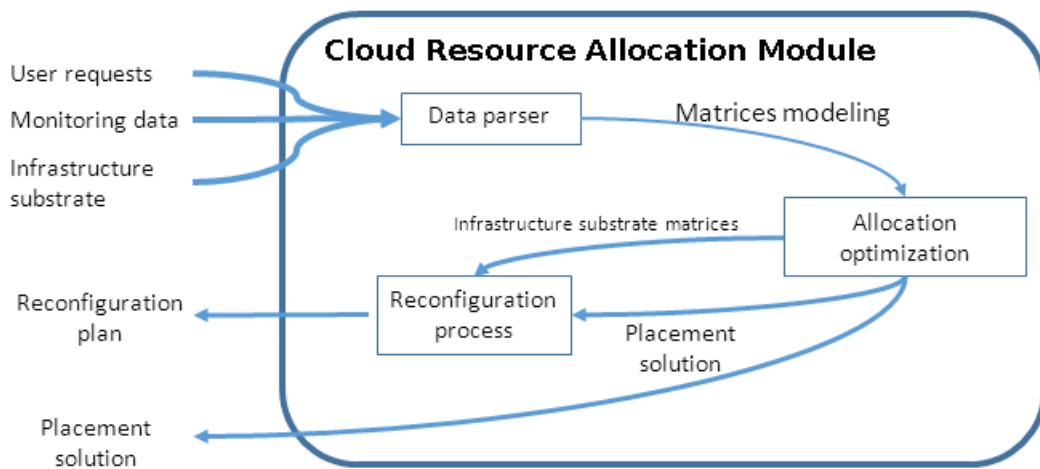 Cloud Resource Allocation Module
User requests
Monitoring data
Infrastructure
substrate
Data parser
Matrices modeling
Allocation
optimization
Infrastructure substrate matrices
Reconfiguration
process
Reconfiguration
plan
Placement
solution
Placement
solution